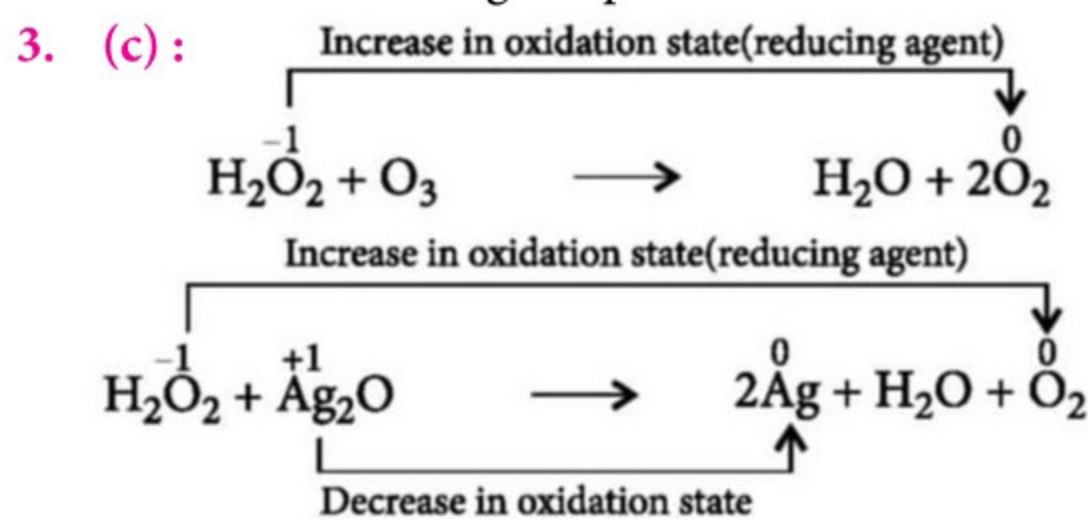 3. (c) : Increase in oxidation state(reducing agent)
−1 0
H₂O₂ + O₃ ⟶ H₂O + 2O₂
Increase in oxidation state(reducing agent)
−1 +1 0 0
H₂O₂ + Ag₂O ⟶ 2Ag + H₂O + O₂
Decrease in oxidation state